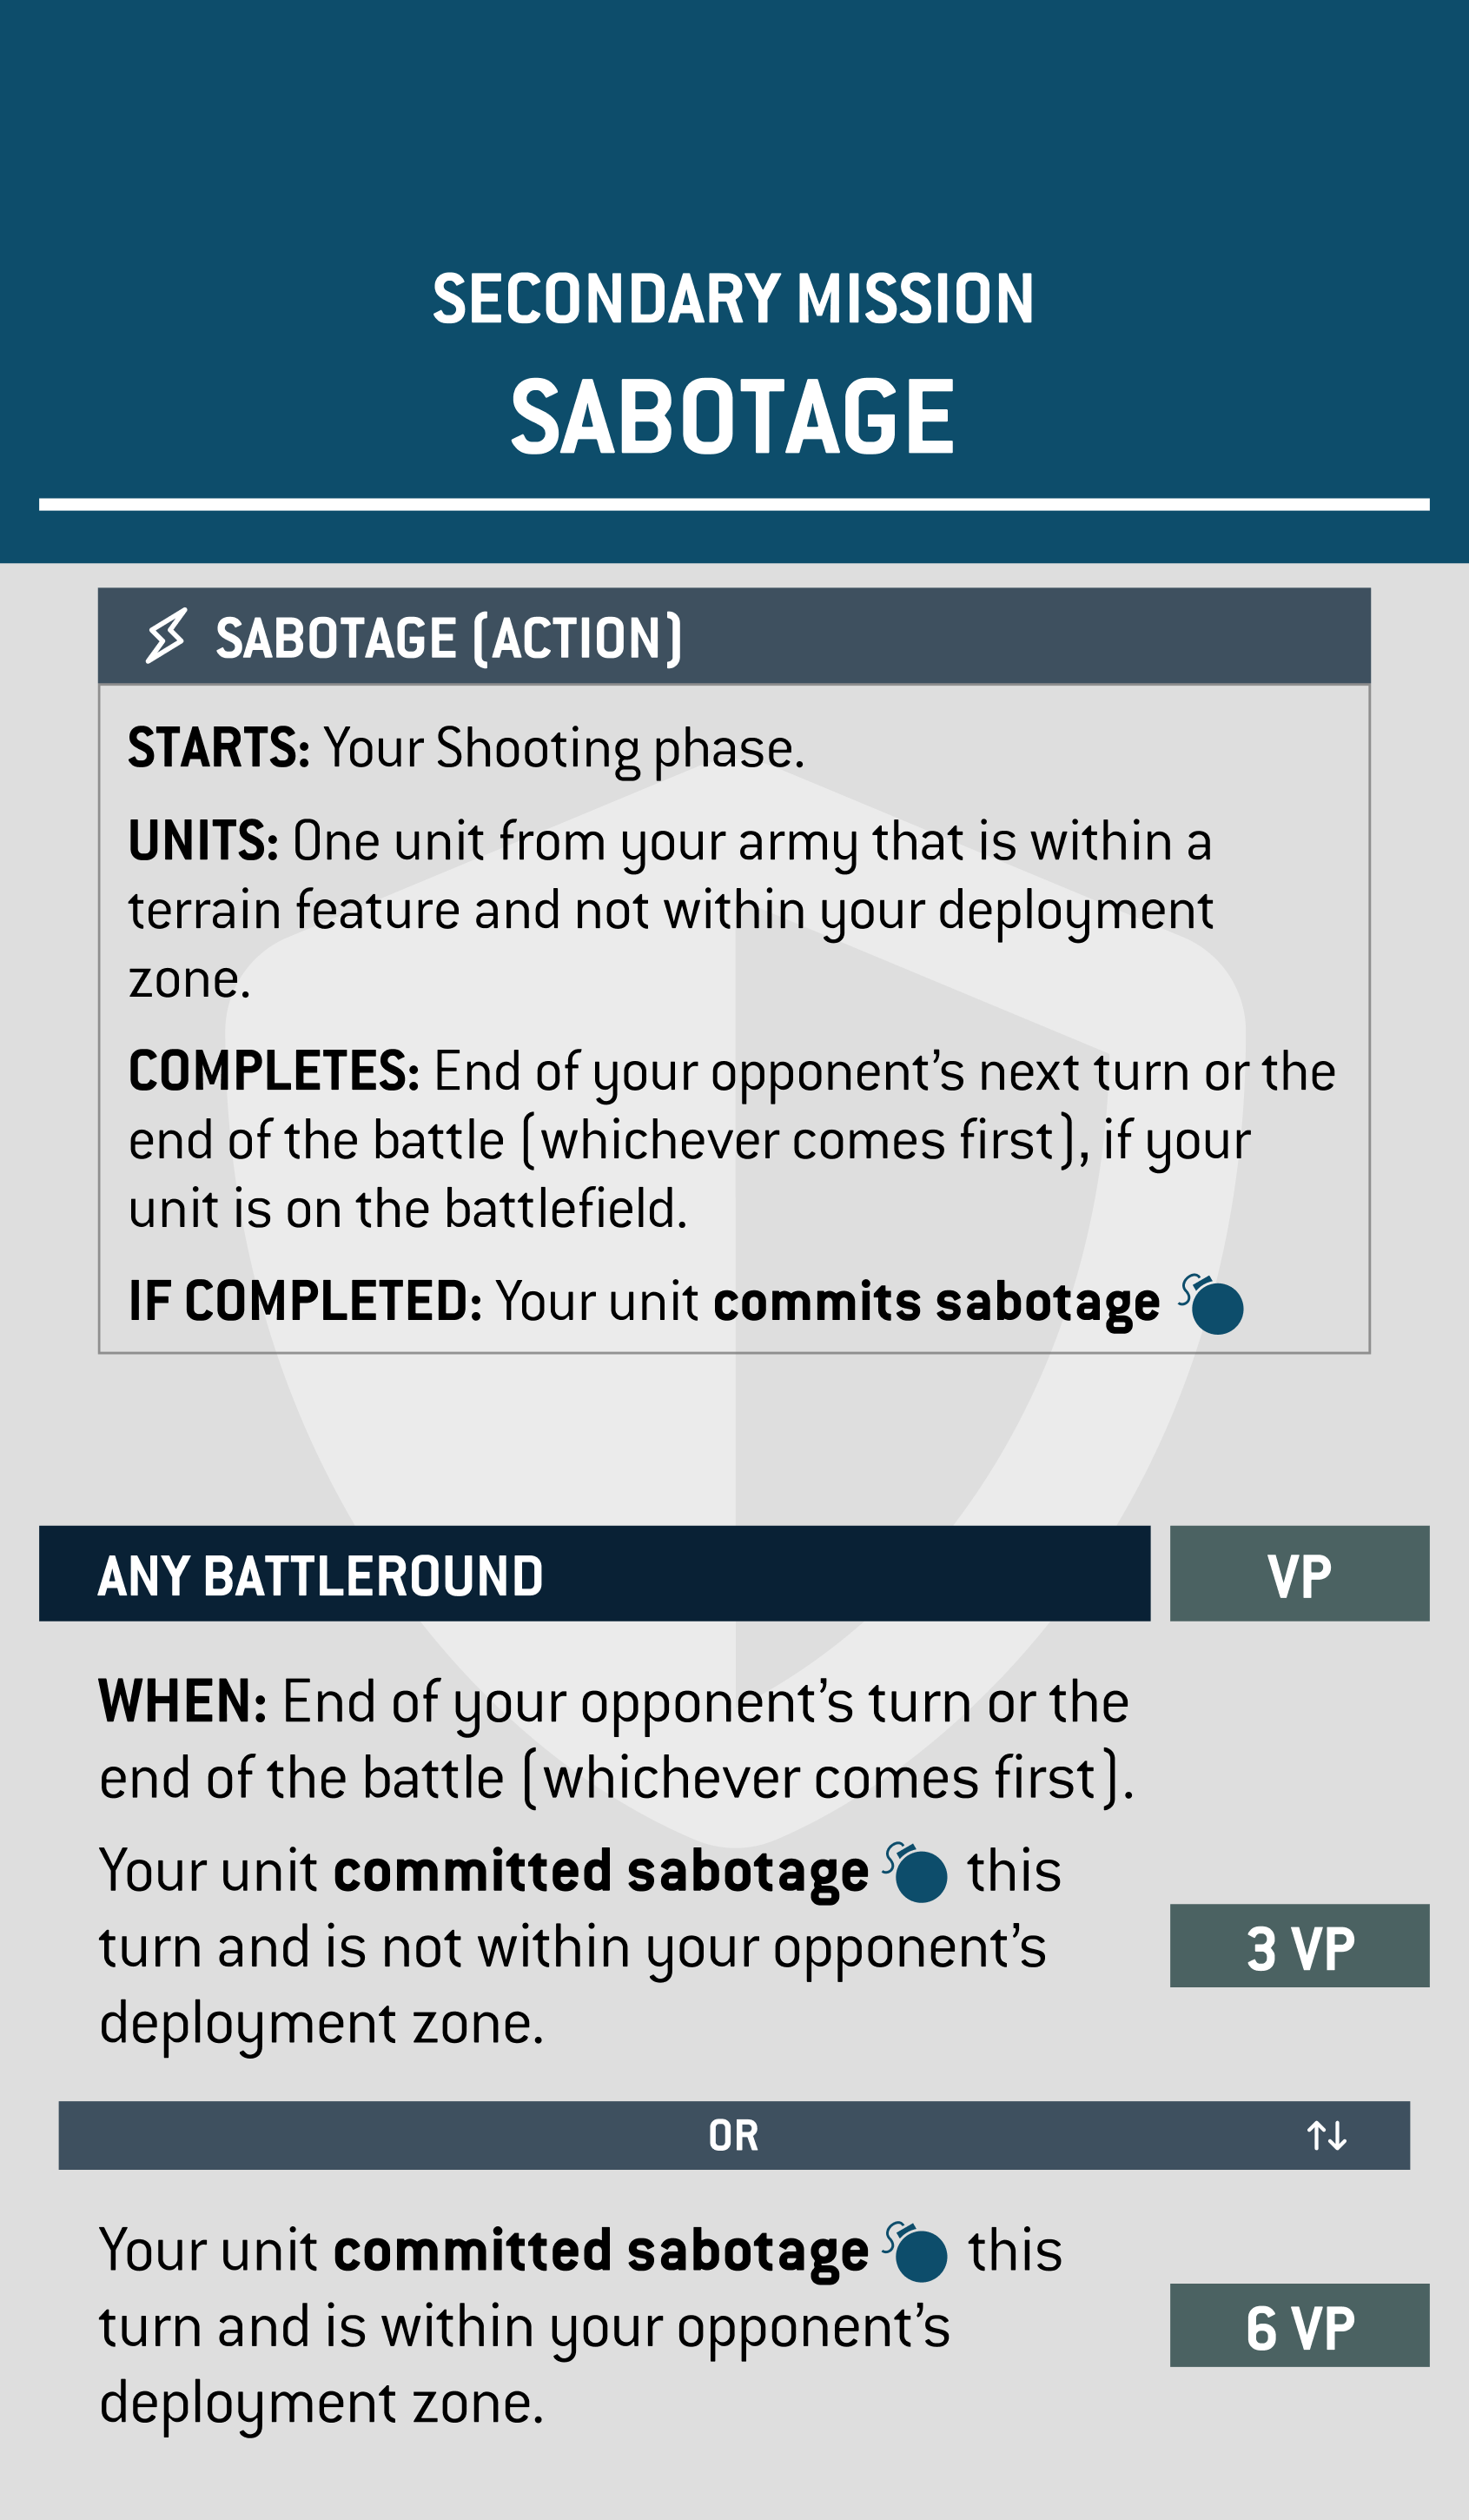 SECONDARY MISSION
SABOTAGE
SABOTAGE (ACTION)
STARTS: Your Shooting phase.
UNITS: One unit from your army that is within a
terrain feature and not within your deployment
zone.
COMPLETES: End of your opponent’s next turn or the
end of the battle (whichever comes first), if your
unit is on the battlefield.
IF COMPLETED: Your unit commits sabotage
ANY BATTLEROUND
VP
WHEN: End of your opponent’s turn or the
end of the battle (whichever comes first).
Your unit committed sabotage this
turn and is not within your opponent’s
deployment zone.
3 VP
OR
Your unit committed sabotage this
turn and is within your opponent’s
deployment zone.
6 VP